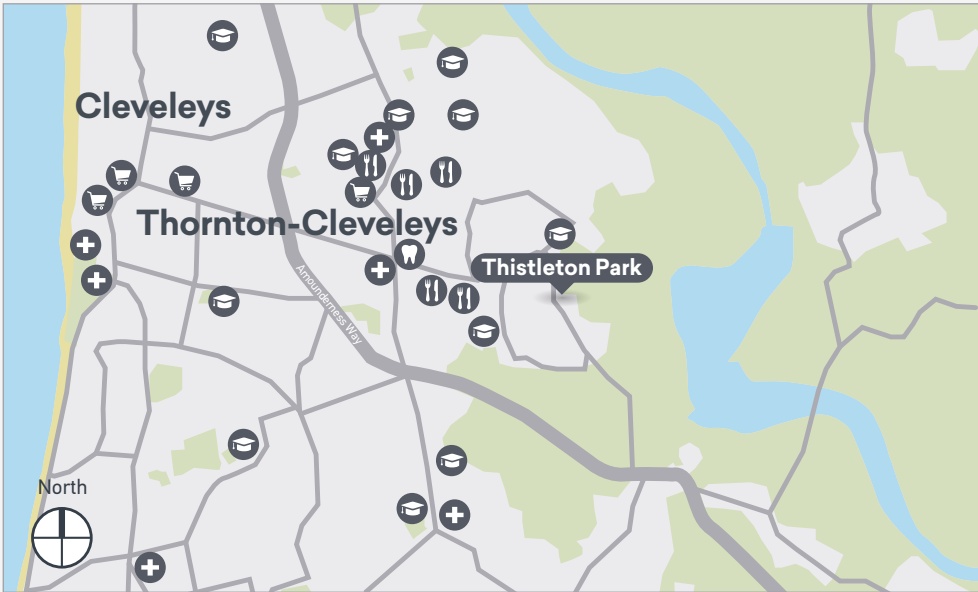 Cleveleys
Thornton-Cleveleys
Thistleton Park
Amounderness Way
North